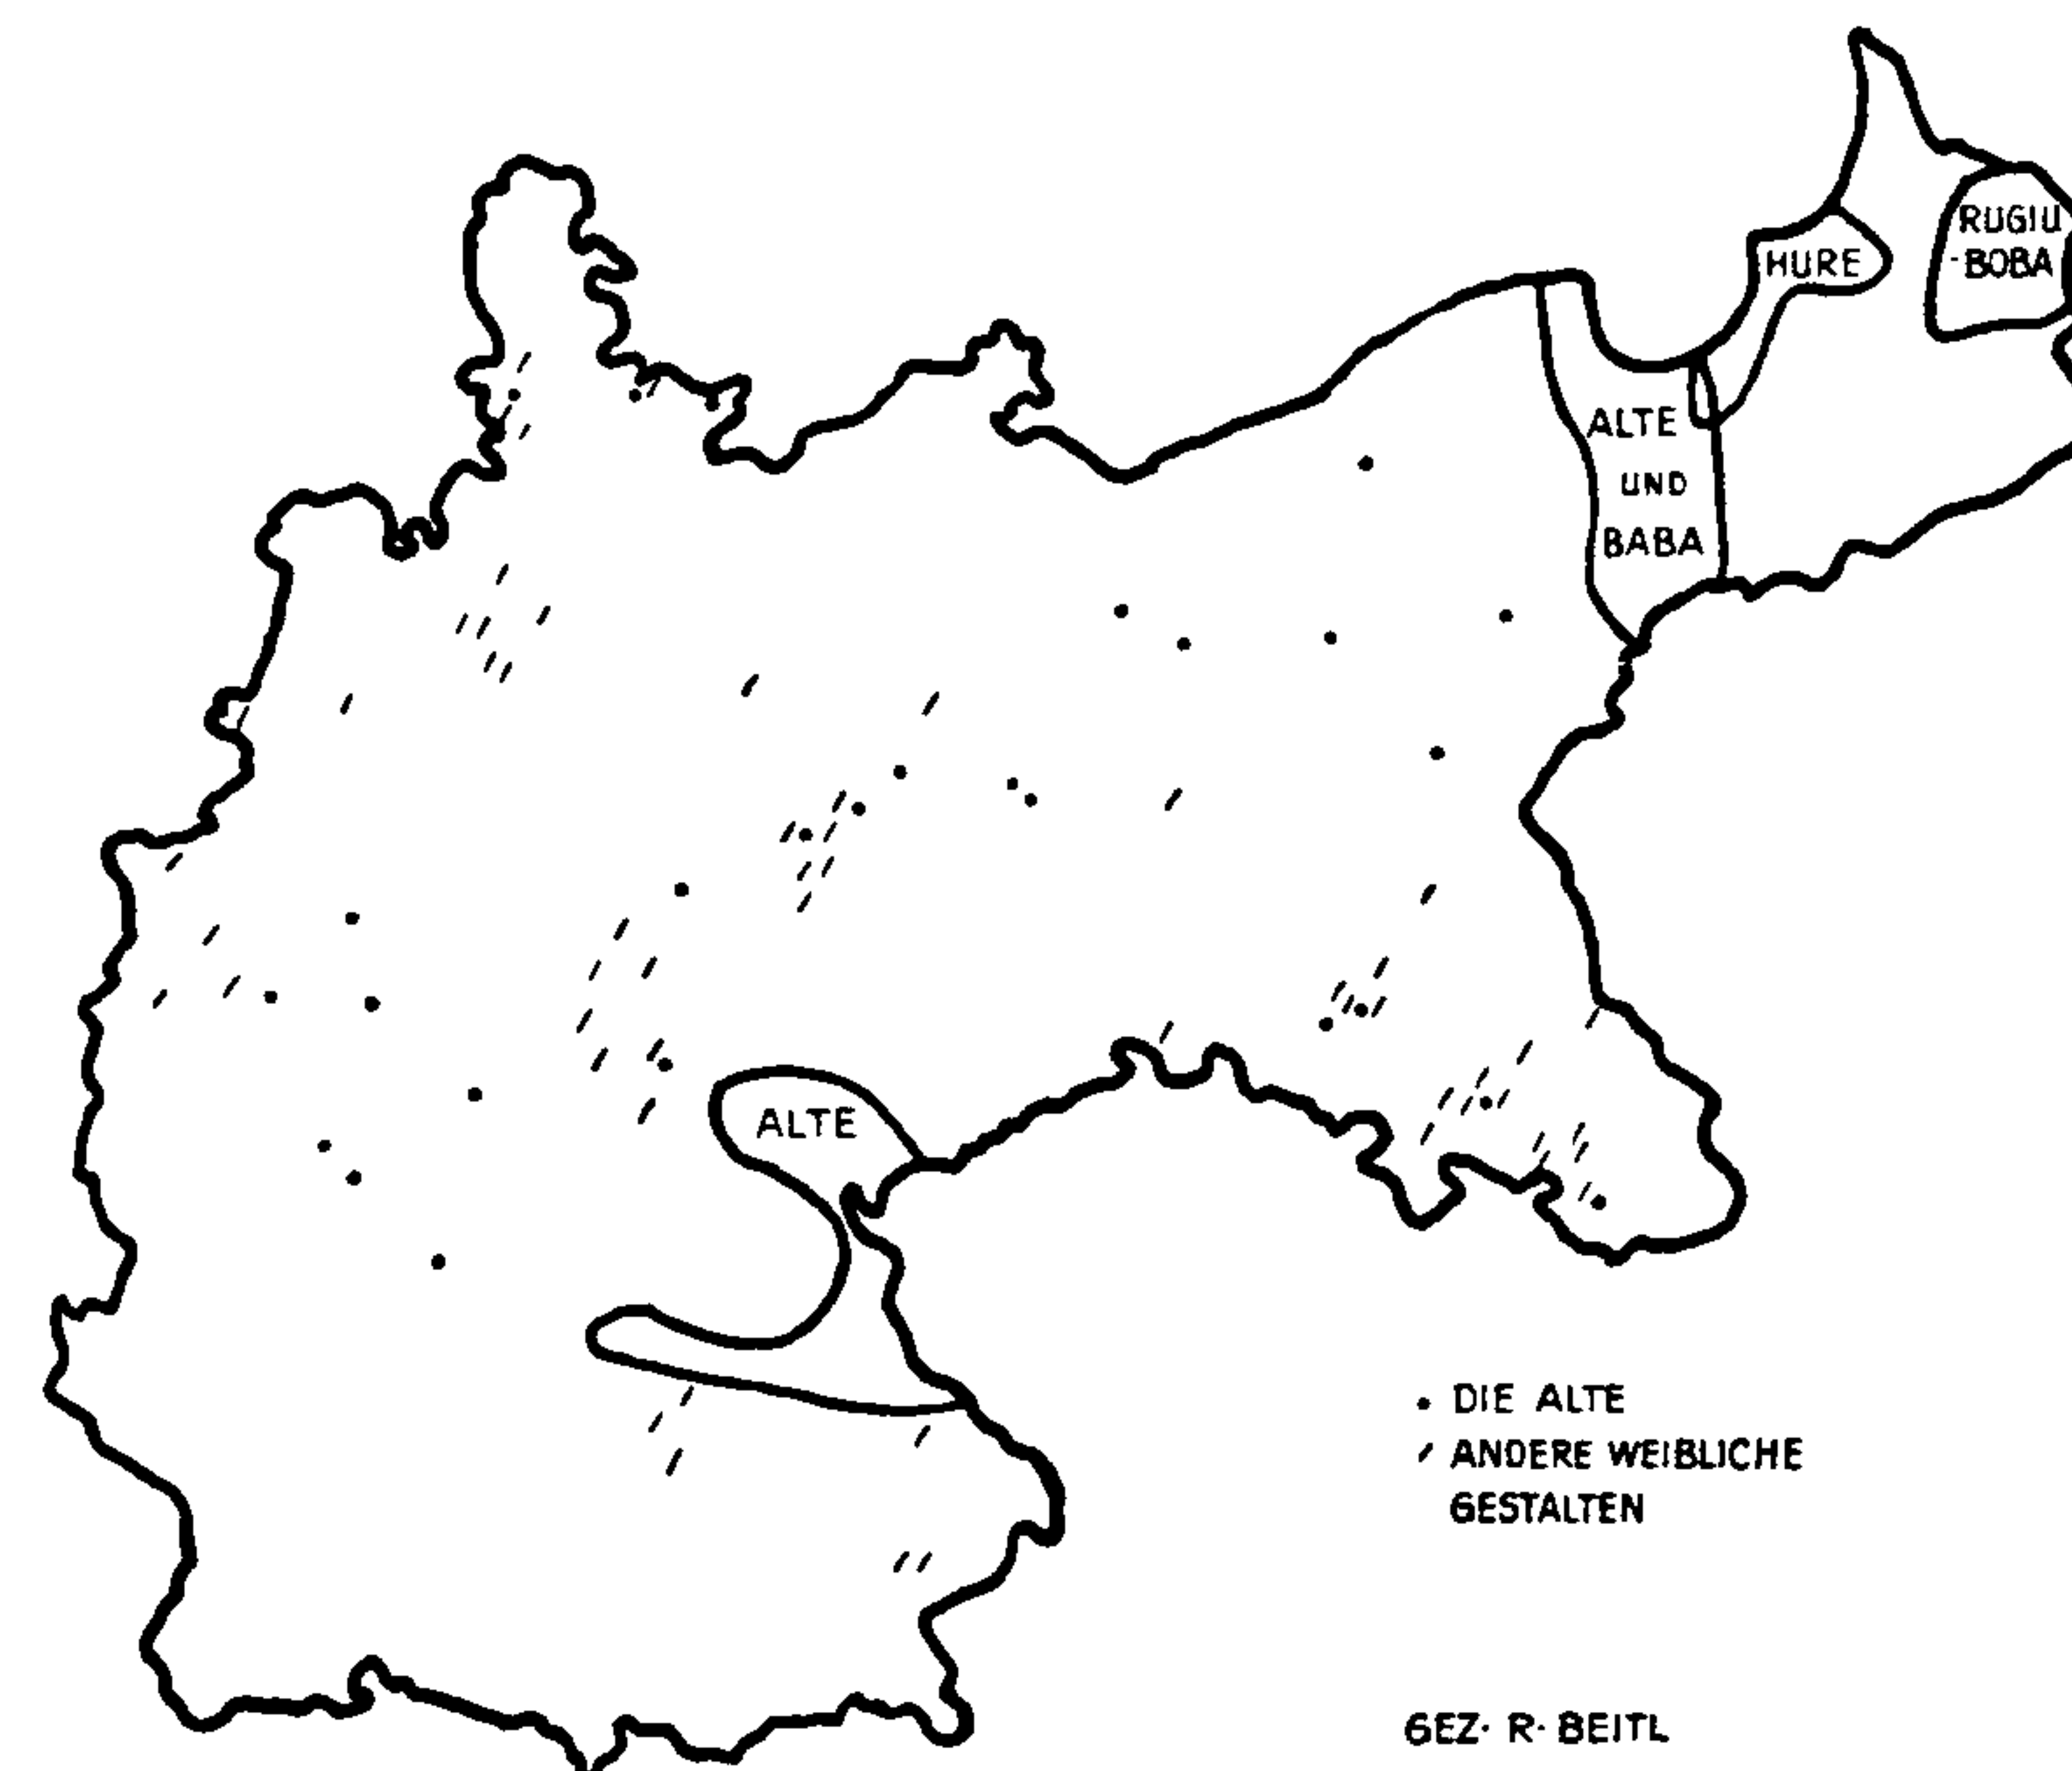 RUGIU
-BOBA
HURE
ALTE
UND
BABA
ALTE
DIE ALTE
ANDERE WEIBLICHE
GESTALTEN
GEZ· R· BEITL